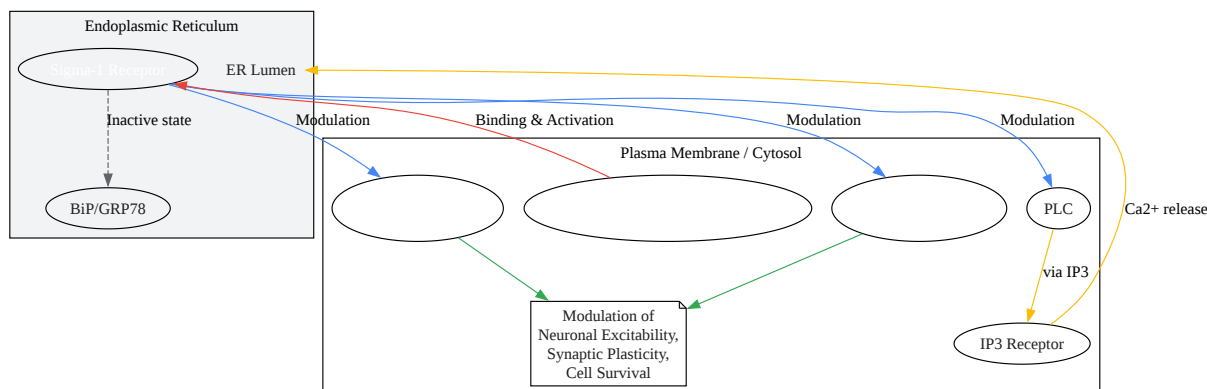 Endoplasmic Reticulum
Sigma-1 Receptor
ER Lumen
Inactive state
Modulation
Binding & Activation
Modulation
Modulation
Plasma Membrane / Cytosol
BiP/GRP78
PLC
Ca2+ release
via IP3
Modulation of
Neuronal Excitability,
Synaptic Plasticity,
Cell Survival
IP3 Receptor